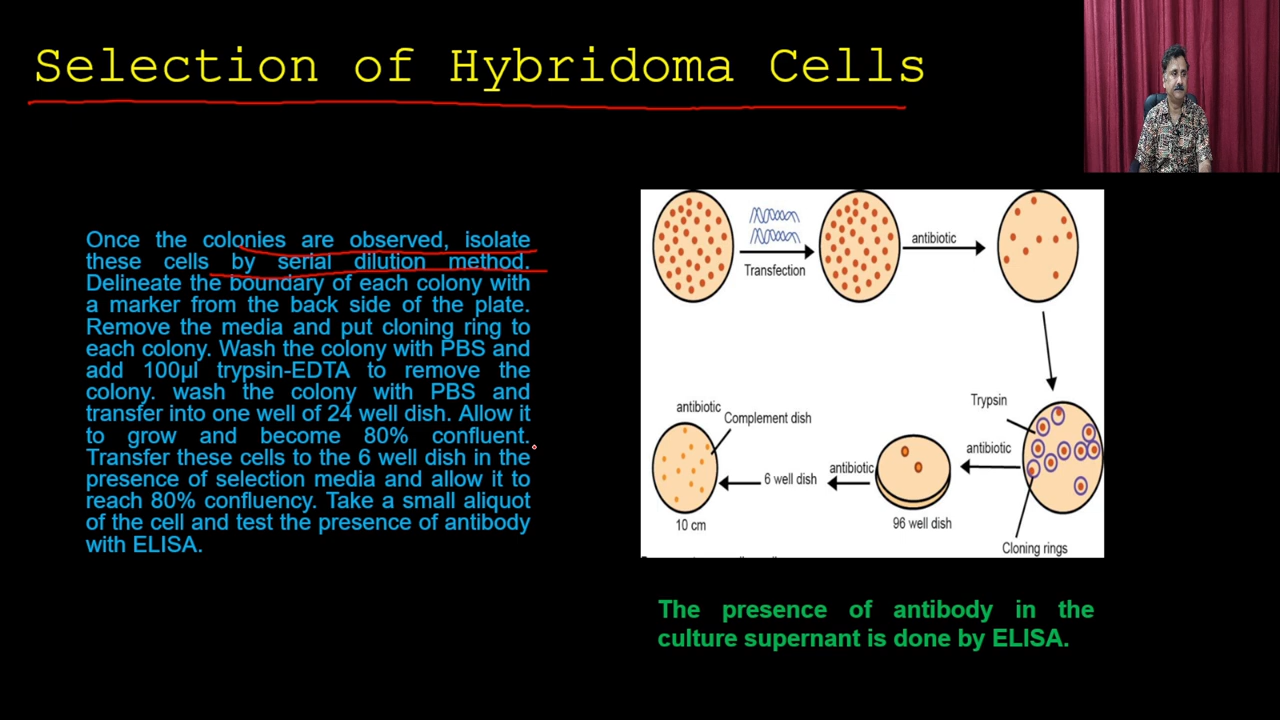 Selection of Hybridoma Cells
Once the colonies are observed, isolate
these cells by serial dilution method.
Delineate the boundary of each colony with
a marker from the back side of the plate.
Remove the media and put cloning ring to
each colony. Wash the colony with PBS and
add 100µl trypsin-EDTA to remove the
colony. wash the colony with PBS and
transfer into one well of 24 well dish. Allow it
to grow and become 80% confluent.
Transfer these cells to the 6 well dish in the
presence of selection media and allow it to
reach 80% confluency. Take a small aliquot
of the cell and test the presence of antibody
with ELISA.
Transfection
antibiotic
Trypsin
antibiotic
Cloning rings
96 well dish
antibiotic
6 well dish
antibiotic
Complement dish
10 cm
The presence of antibody in the
culture supernant is done by ELISA.